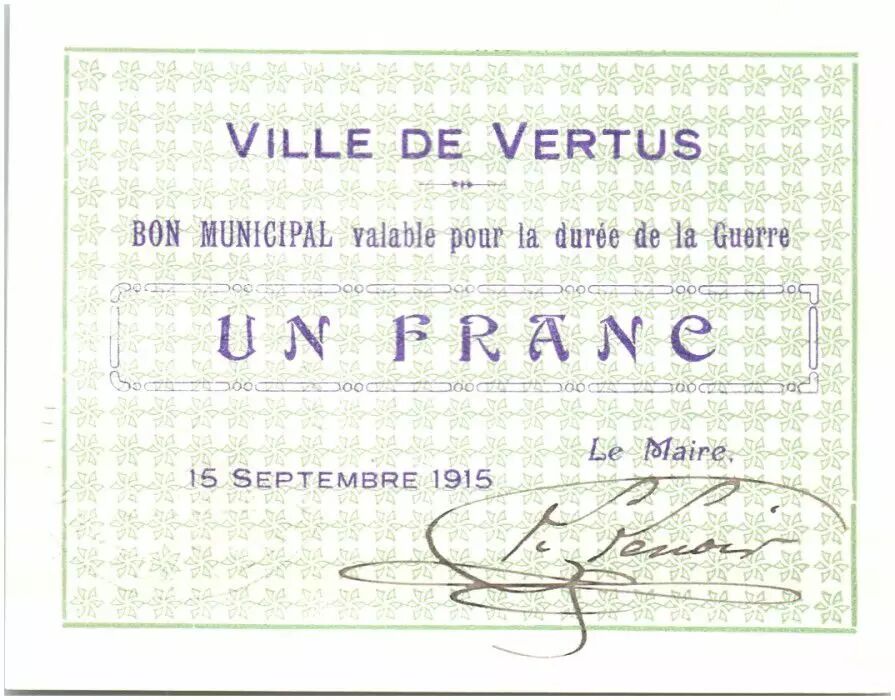 VILLE DE VERTUS
BON MUNICIPAL valable pour la durée de la Guerre
UN FRANC
Le Maire,
15 SEPTEMBRE 1915